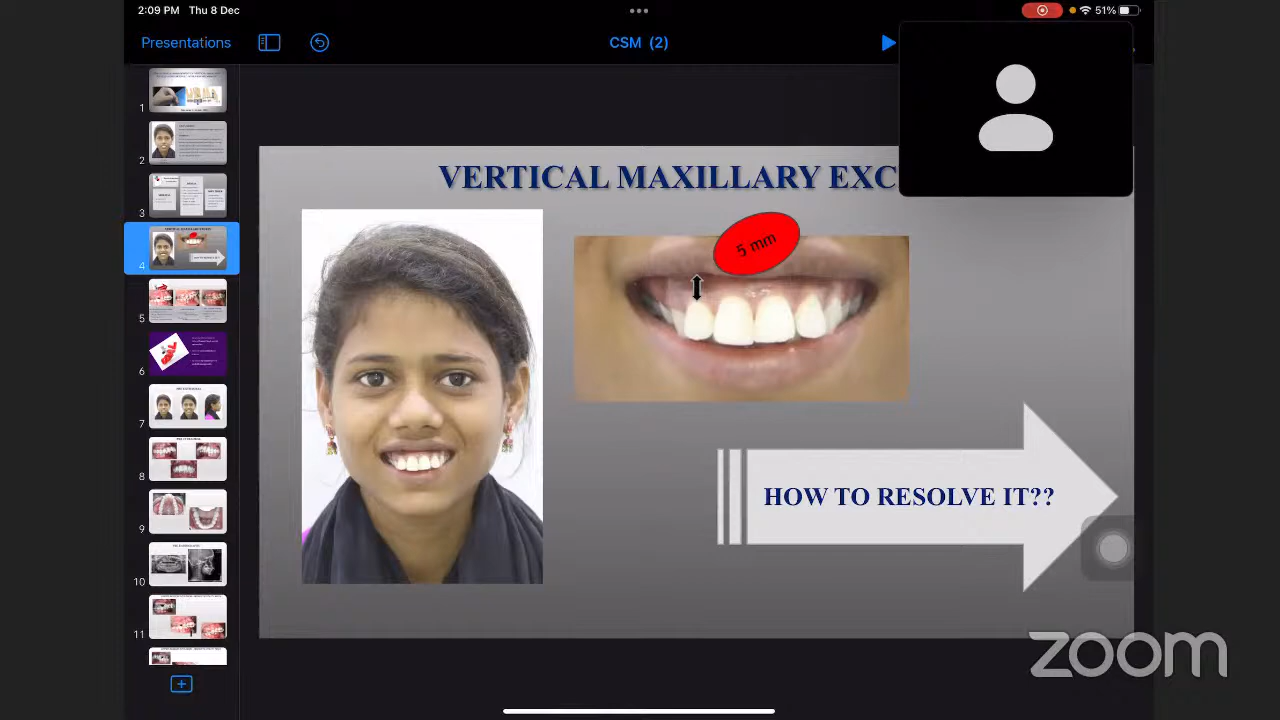 2:09 PM Thu 8 Dec
51%
Presentations
CSM (2)
1
2
3
4
5
6
7
8
9
10
11
VERTICAL MAXILLARY EXC
5 mm
HOW TO RESOLVE IT??
zoom